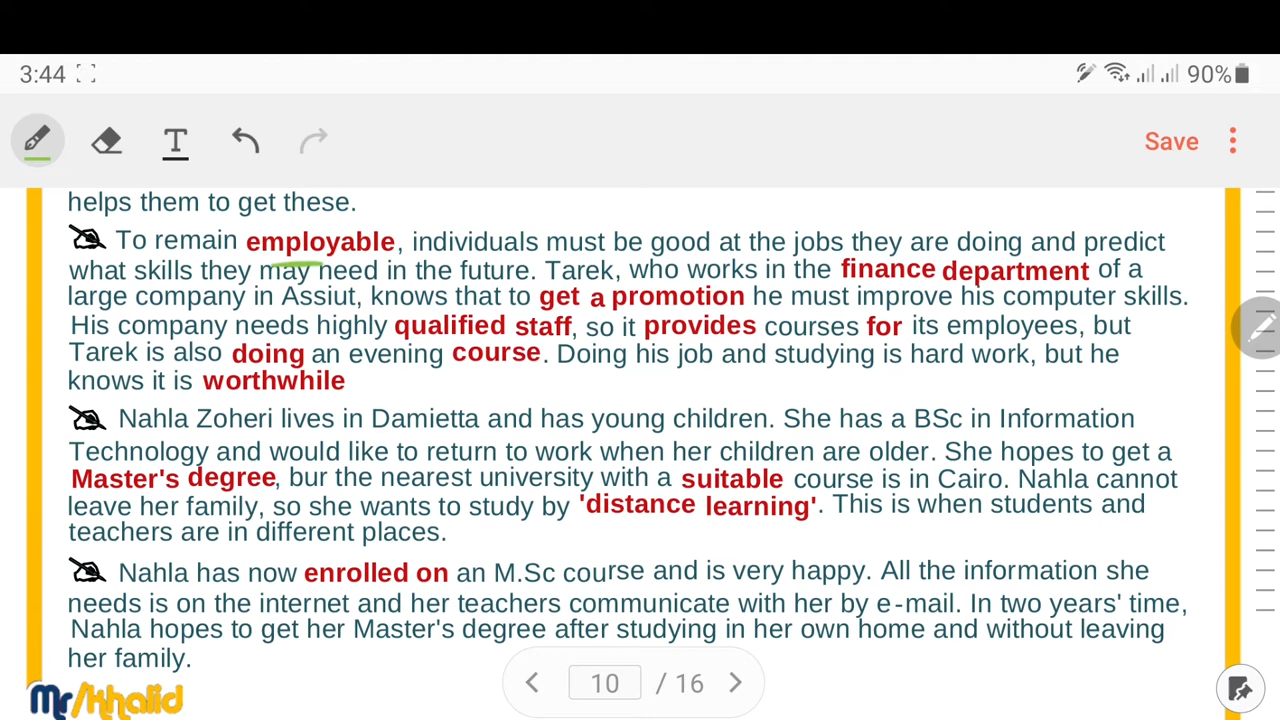 3:44 90%
T Save
helps them to get these.
To remain employable, individuals must be good at the jobs they are doing and predict
what skills they may need in the future. Tarek, who works in the finance department of a
large company in Assiut, knows that to get a promotion he must improve his computer skills.
His company needs highly qualified staff, so it provides courses for its employees, but
Tarek is also doing an evening course. Doing his job and studying is hard work, but he
knows it is worthwhile
Nahla Zoheri lives in Damietta and has young children. She has a BSc in Information
Technology and would like to return to work when her children are older. She hopes to get a
Master's degree, bur the nearest university with a suitable course is in Cairo. Nahla cannot
leave her family, so she wants to study by 'distance learning'. This is when students and
teachers are in different places.
Nahla has now enrolled on an M.Sc course and is very happy. All the information she
needs is on the internet and her teachers communicate with her by e-mail. In two years' time,
Nahla hopes to get her Master's degree after studying in her own home and without leaving
her family.
Mr/khalid
10 / 16